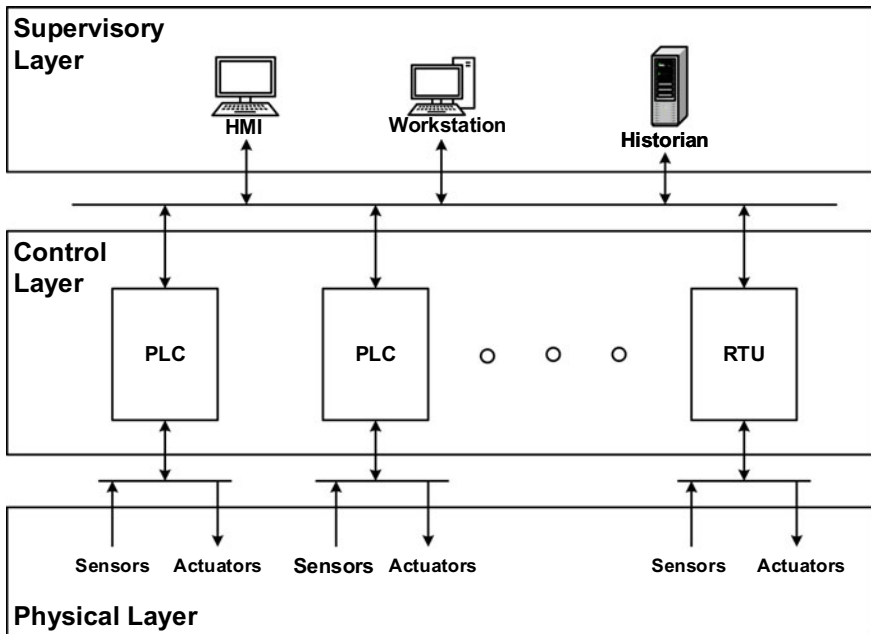 Supervisory
Layer
HMI
Workstation
Historian
Control
Layer
PLC
PLC
RTU
Sensors Actuators
Sensors Actuators
Sensors Actuators
Physical Layer